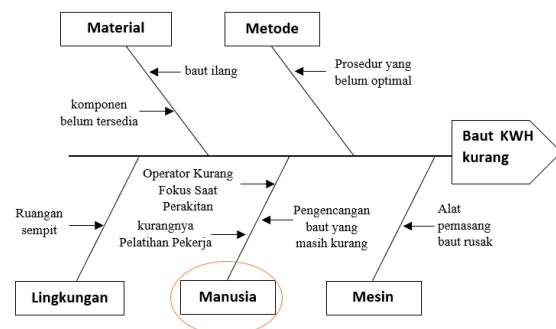 Material
Metode
baut ilang
Prosedur yang
belum optimal
komponen
belum tersedia
Baut KWH
kurang
Operator Kurang
Fokus Saat
Perakitan
Ruangan
sempit
kurangnya
Pelatihan Pekerja
Pengencangan
baut yang
masih kurang
Alat
pemasang
baut rusak
Lingkungan
Manusia
Mesin